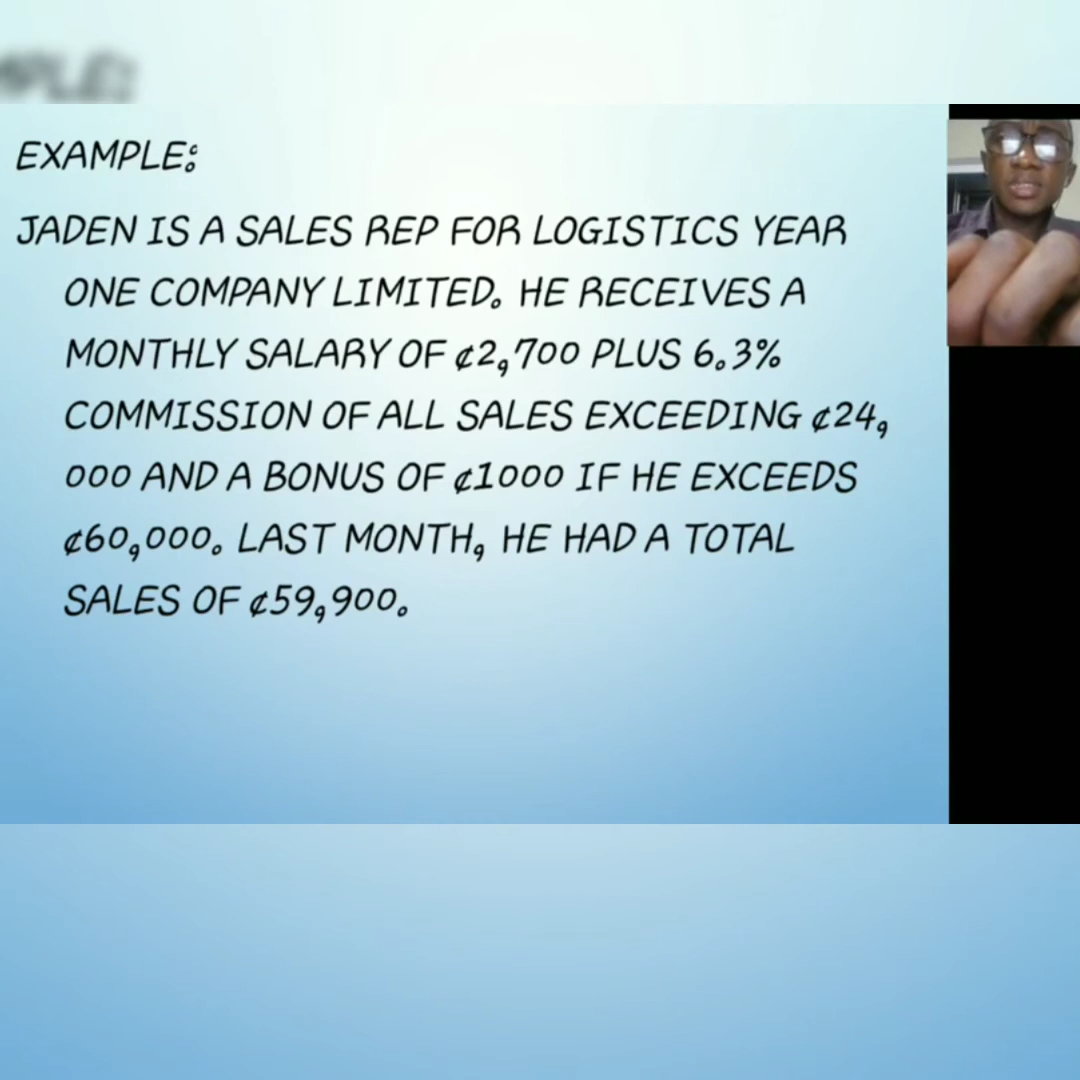 EXAMPLE:
JADEN IS A SALES REP FOR LOGISTICS YEAR
ONE COMPANY LIMITED. HE RECEIVES A
MONTHLY SALARY OF ¢2,700 PLUS 6.3%
COMMISSION OF ALL SALES EXCEEDING ¢24,
000 AND A BONUS OF ¢1000 IF HE EXCEEDS
¢60,000. LAST MONTH, HE HAD A TOTAL
SALES OF ¢59,900.